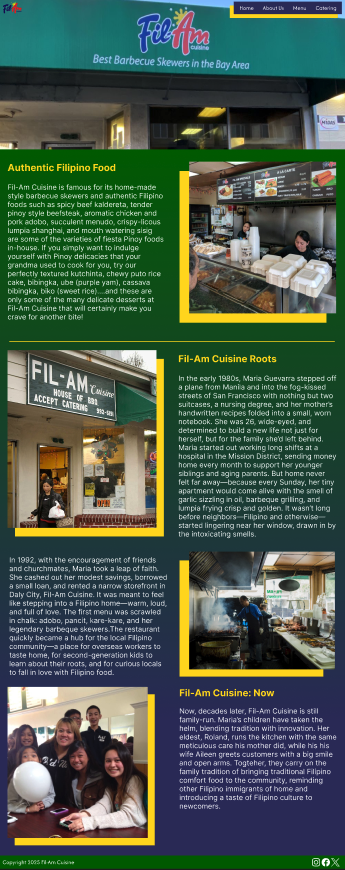 Fil-Am
Home About Us Menu Catering
Fil-Am
cuisine
Best Barbecue Skewers in the Bay Area
Authentic Filipino Food
Fil-Am Cuisine is famous for its home-made
style barbecue skewers and authentic Filipino
foods such as spicy beef kaldereta, tender
pinoy style beefsteak, aromatic chicken and
pork adobo, succulent menudo, crispy-licous
lumpia shanghai, and mouth watering sisig
are some of the varieties of fiesta Pinoy foods
in-house. If you simply want to indulge
yourself with Pinoy delicacies that your
grandma used to cook for you, try our
perfectly textured kutchinta, chewy puto rice
cake, bibingka, ube (purple yam), cassava
bibingka, biko (sweet rice)....and these are
only some of the many delicate desserts at
Fil-Am Cuisine that will certainly make you
crave for another bite!
FIL-AM Cuisine
HOUSE OF BBQ
ACCEPT CATERING
Fil-Am Cuisine Roots
In the early 1980s, Maria Guevarra stepped off
a plane from Manila and into the fog-kissed
streets of San Francisco with nothing but two
suitcases, a nursing degree, and her mother's
handwritten recipes folded into a small, worn
notebook. She was 26, wide-eyed, and
determined to build a new life not just for
herself, but for the family she'd left behind.
Maria started out working long shifts at a
hospital in the Mission District, sending money
home every month to support her younger
siblings and aging parents. But home never
felt far away—because every Sunday, her tiny
apartment would come alive with the smell of
garlic sizzling in oil, barbeque grilling, and
lumpia frying crisp and golden. It wasn't long
before neighbors—Filipino and otherwise—
started lingering near her window, drawn in by
the intoxicating smells.
In 1992, with the encouragement of friends
and churchmates, Maria took a leap of faith.
She cashed out her modest savings, borrowed
a small loan, and rented a narrow storefront in
Daly City, Fil-Am Cuisine. It was meant to feel
like stepping into a Filipino home—warm, loud,
and full of love. The first menu was scrawled
in chalk: adobo, pancit, kare-kare, and her
legendary barbeque skewers.The restaurant
quickly became a hub for the local Filipino
community—a place for overseas workers to
taste home, for second-generation kids to
learn about their roots, and for curious locals
to fall in love with Filipino food.
Fil-Am Cuisine: Now
Now, decades later, Fil-Am Cuisine is still
family-run. Maria's children have taken the
helm, blending tradition with innovation. Her
eldest, Roland, runs the kitchen with the same
meticulous care his mother did, while his his
wife Aileen greets customers with a big smile
and open arms. Togteher, they carry on the
family tradition of bringing traditional Filipino
comfort food to the community, reminding
other Filipino immigrants of home and
introducing a taste of Filipino culture to
newcomers.
Copyright 2025 Fil-Am Cuisine